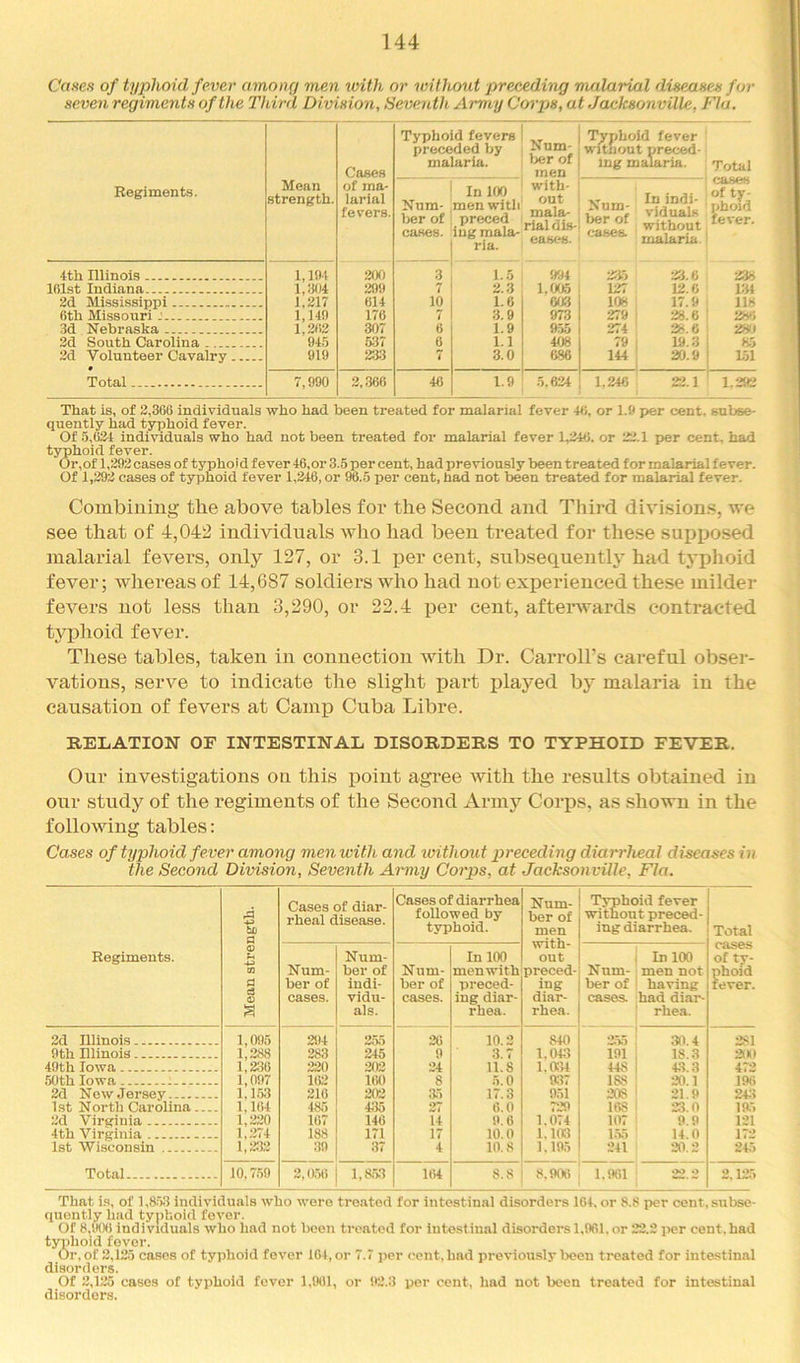 144
Cases of typhoid fever among men with or without preceding malarial diseases for
seven regiments of the Third Division, Seventh Army Corps, at Jacksonville, Fla.
Regiments. | Mean strength. | Cases of malarial fevers. | Typhoid fevers preceded by malaria. Number of cases. | In 100 men with preceding malaria. | Number of men without malarial diseases. | Typhoid fever without preceding malaria. Number of cases. | In individuals without malaria. | Total cases of typhoid fever.
4th Illinois | 1,194 | 200 | 3 | 1.5 | 994 | 235 | 23.6 | 238
161st Indiana | 1,304 | 299 | 7 | 2.3 | 1,005 | 127 | 12.6 | 134
2d Mississippi | 1,217 | 614 | 10 | 1.6 | 603 | 108 | 17.9 | 118
6th Missouri | 1,149 | 176 | 7 | 3.9 | 973 | 279 | 28.6 | 286
3d Nebraska | 1,262 | 307 | 6 | 1.9 | 955 | 274 | 28.6 | 280
2d South Carolina | 945 | 537 | 6 | 1.1 | 408 | 79 | 19.3 | 85
2d Volunteer Cavalry | 919 | 233 | 7 | 3.0 | 686 | 144 | 20.9 | 151
Total | 7,990 | 2,366 | 46 | 1.9 | 5,624 | 1,246 | 22.1 | 1,292
That is, of 2,366 individuals who had been treated for malarial fever 46, or 1.9 per cent, subse-
quently had typhoid fever.
Of 5,624 individuals who had not been treated for malarial fever 1,246, or 22.1 per cent, had
typhoid fever.
Or, of 1,292 cases of typhoid fever 46, or 3.5 per cent, had previously been treated for malarial fever.
Of 1,292 cases of typhoid fever 1,246, or 96.5 per cent, had not been treated for malarial fever.
Combining the above tables for the Second and Third divisions, we
see that of 4,042 individuals who had been treated for these supposed
malarial fevers, only 127, or 3.1 per cent, subsequently had typhoid
fever; whereas of 14,687 soldiers who had not experienced these milder
fevers not less than 3,290, or 22.4 per cent, afterwards contracted
typhoid fever.
These tables, taken in connection with Dr. Carroll's careful obser-
vations, serve to indicate the slight part played by malaria in the
causation of fevers at Camp Cuba Libre.
RELATION OF INTESTINAL DISORDERS TO TYPHOID FEVER.
Our investigations on this point agree with the results obtained in
our study of the regiments of the Second Army Corps, as shown in the
following tables:
Cases of typhoid fever among men with and without preceding diarrheal diseases in
the Second Division, Seventh Army Corps, at Jacksonville, Fla.
Regiments. | Mean strength. | Cases of diarrheal disease. Number of cases. | Number of individuals. | Cases of diarrhea followed by typhoid. Number of cases. | In 100 men with preceding diarrhea. | Number of men without preceding diarrhea. | Typhoid fever without preceding diarrhea. Number of cases. | In 100 men not having had diarrhea. | Total cases of typhoid fever.
2d Illinois | 1,095 | 294 | 255 | 26 | 10.2 | 840 | 255 | 30.4 | 281
9th Illinois | 1,288 | 283 | 245 | 9 | 3.7 | 1,043 | 191 | 18.3 | 200
49th Iowa | 1,236 | 220 | 202 | 24 | 11.8 | 1,034 | 448 | 43.3 | 472
50th Iowa | 1,097 | 162 | 160 | 8 | 5.0 | 937 | 188 | 20.1 | 196
2d New Jersey | 1,153 | 216 | 202 | 35 | 17.3 | 951 | 208 | 21.9 | 243
1st North Carolina | 1,164 | 485 | 435 | 27 | 6.0 | 729 | 168 | 23.0 | 195
2d Virginia | 1,220 | 167 | 146 | 14 | 9.6 | 1,074 | 107 | 9.9 | 121
4th Virginia | 1,274 | 188 | 171 | 17 | 10.0 | 1,103 | 155 | 14.0 | 172
1st Wisconsin | 1,232 | 39 | 37 | 4 | 10.8 | 1,195 | 241 | 20.2 | 245
Total | 10,759 | 2,056 | 1,853 | 164 | 8.8 | 8,906 | 1,961 | 22.2 | 2,125
That is, of 1,853 individuals who were treated for intestinal disorders 164, or 8.8 per cent, subse-
quently had typhoid fever.
Of 8,906 individuals who had not been treated for intestinal disorders 1,961, or 22.2 per cent, had
typhoid fever.
Or, of 2,125 cases of typhoid fever 164, or 7.7 per cent, had previously been treated for intestinal
disorders.
Of 2,125 cases of typhoid fever 1,961, or 92.3 per cent, had not been treated for intestinal
disorders.